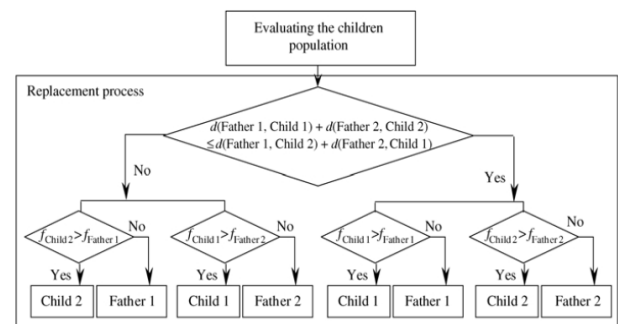 Evaluating the children
population
Replacement process
d(Father 1, Child 1) + d(Father 2, Child 2)
≤d(Father 1, Child 2) + d(Father 2, Child 1)
No
Yes
f_Child 2>f_Father 1
No
f_Child 1>f_Father 2
No
f_Child 1>f_Father 1
No
f_Child 2>f_Father 2
No
Yes
Yes
Yes
Yes
Child 2
Father 1
Child 1
Father 2
Child 1
Father 1
Child 2
Father 2